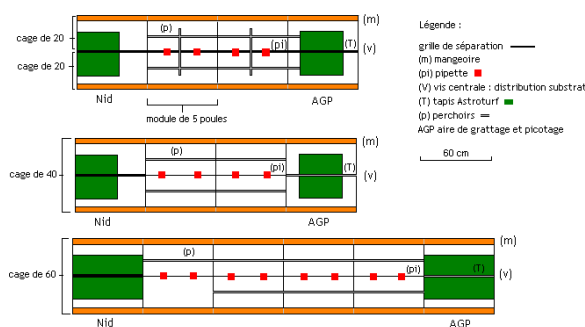 (m)
cage de 20
(p)
(pi)
(T)
(V)
cage de 20
Nid
AGP
module de 5 poules
(m)
(p)
cage de 40
(pi)
(T)
(v)
Nid
AGP
(m)
(p)
cage de 60
(pi)
(T)
(v)
Nid
AGP
Légende :
grille de séparation
(m) mangeoire
(pi) pipette
(V) vis centrale : distribution substrat
(T) tapis Astroturf
(p) perchoirs
AGP aire de grattage et picotage
60 cm